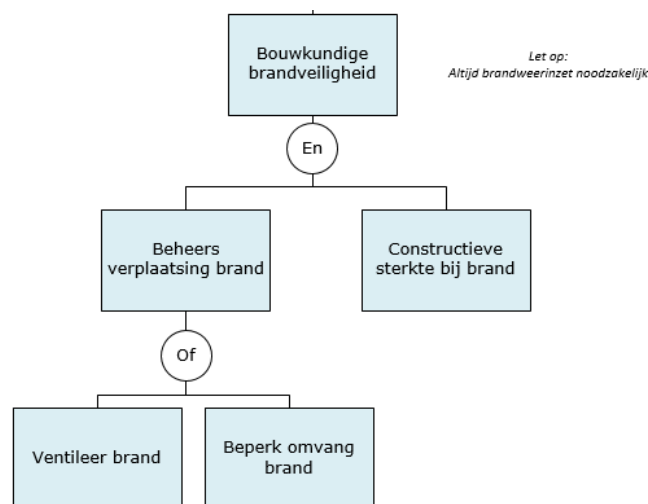 Bouwkundige
brandveiligheid
Let op:
Altijd brandweerinzet noodzakelijk
En
Beheers
verplaatsing brand
Constructieve
sterkte bij brand
Of
Ventileer brand
Beperk omvang
brand